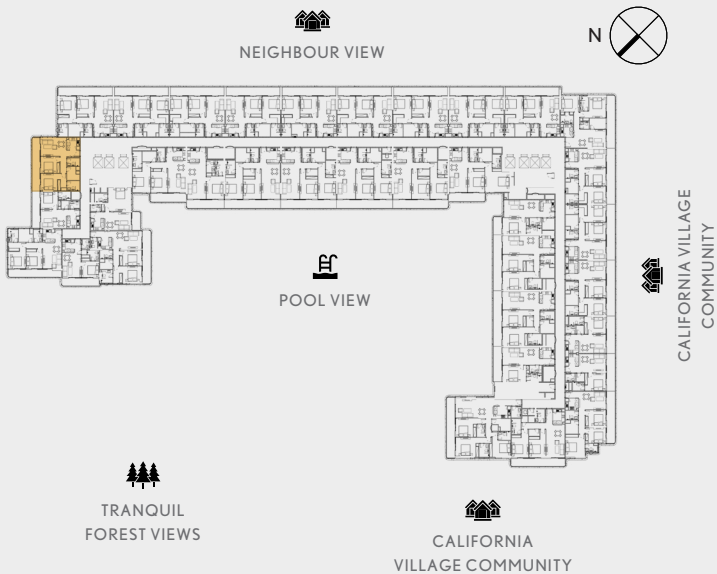 N
NEIGHBOUR VIEW
CALIFORNIA VILLAGE
COMMUNITY
POOL VIEW
TRANQUIL
FOREST VIEWS
CALIFORNIA
VILLAGE COMMUNITY